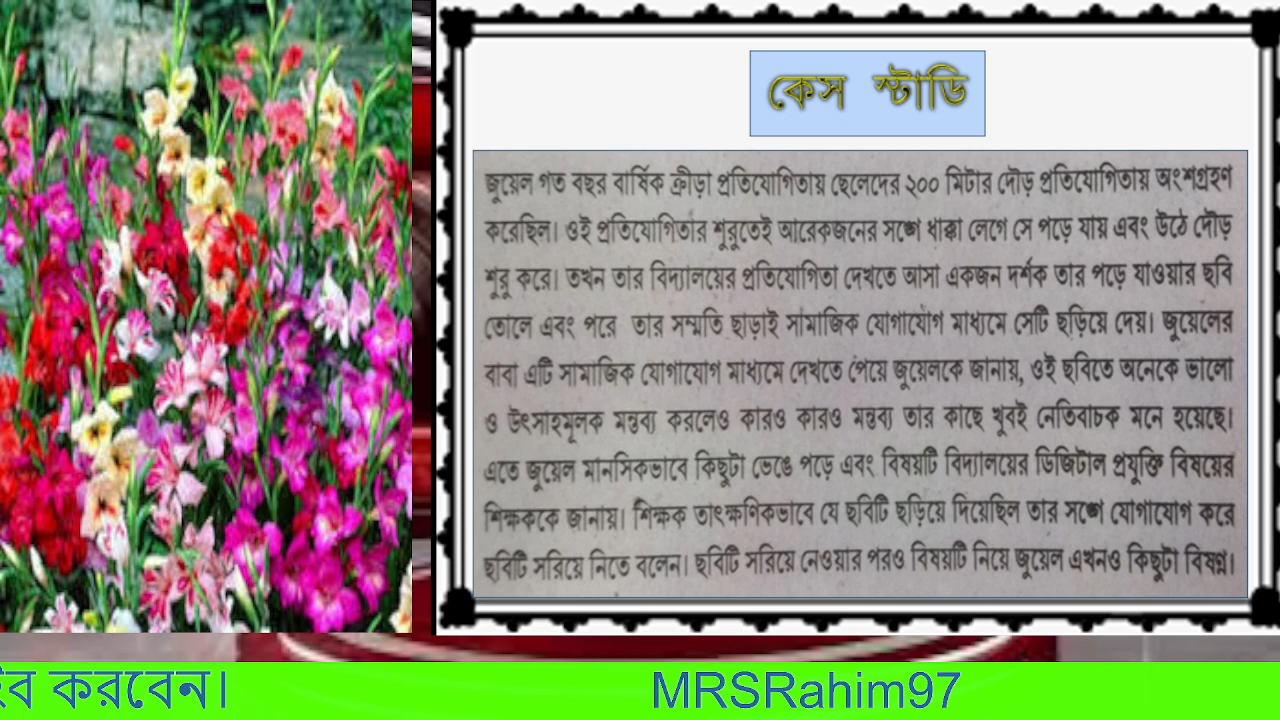 কেস স্টাডি
জুয়েল গত বছর বার্ষিক ক্রীড়া প্রতিযোগিতায় ছেলেদের ২০০ মিটার দৌড় প্রতিযোগিতায় অংশগ্রহণ
করেছিল। ওই প্রতিযোগিতার শুরুতেই আরেকজনের সঙ্গে ধাক্কা লেগে সে পড়ে যায় এবং উঠে দৌড়
শুরু করে। তখন তার বিদ্যালয়ের প্রতিযোগিতা দেখতে আসা একজন দর্শক তার পড়ে যাওয়ার ছবি
তোলে এবং পরে তার সম্মতি ছাড়াই সামাজিক যোগাযোগ মাধ্যমে সেটি ছড়িয়ে দেয়। জুয়েলের
বাবা এটি সামাজিক যোগাযোগ মাধ্যমে দেখতে পেয়ে জুয়েলকে জানায়, ওই ছবিতে অনেকে ভালো
ও উৎসাহমূলক মন্তব্য করলেও কারও কারও মন্তব্য তার কাছে খুবই নেতিবাচক মনে হয়েছে।
এতে জুয়েল মানসিকভাবে কিছুটা ভেঙে পড়ে এবং বিষয়টি বিদ্যালয়ের ডিজিটাল প্রযুক্তি বিষয়ের
শিক্ষককে জানায়। শিক্ষক তাৎক্ষণিকভাবে যে ছবিটি ছড়িয়ে দিয়েছিল তার সঙ্গে যোগাযোগ করে
ছবিটি সরিয়ে নিতে বলেন। ছবিটি সরিয়ে নেওয়ার পরও বিষয়টি নিয়ে জুয়েল এখনও কিছুটা বিষণ্ন।
করবেন। MRSRahim97